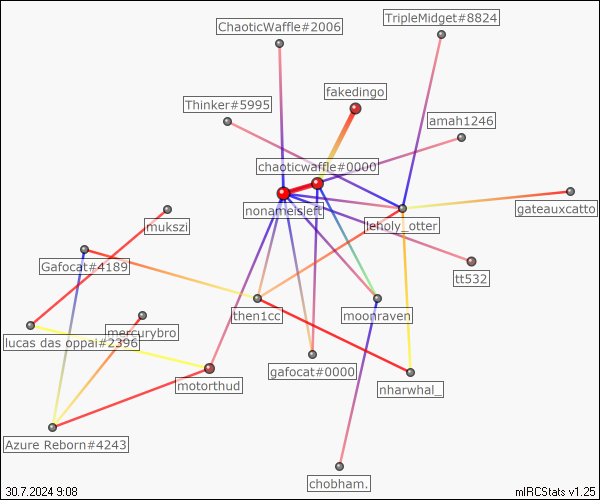 ChaoticWaffle#2006
TripleMidget#8824
fakedingo
Thinker#5995
amah1246
chaoticwaffle#0000
nonameisleft
gateauxcatto
mukszi
leholy_otter
Gafocat#4189
tt532
then1cc
moonraven
mercurybro
lucas das oppai#2396
gafocat#0000
motorthud
nharwhal_
Azure Reborn#4243
chobham.
30.7.2024 9:08
mIRCStats v1.25